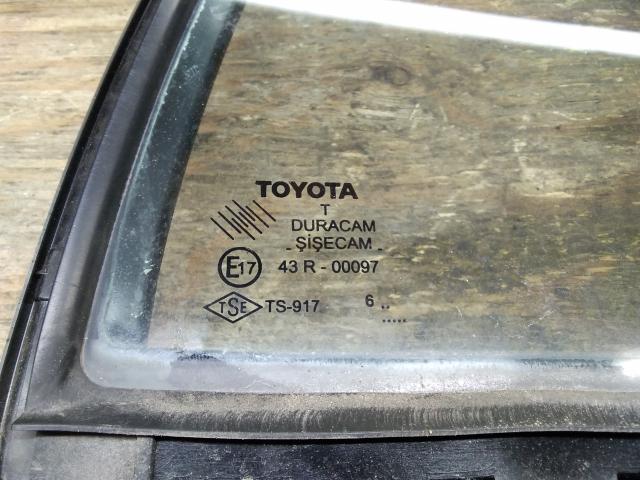 TOYOTA
T
DURACAM
- ŞİŞECAM -
E17 43 R - 00097
TSE TS-917 6 ..
.....